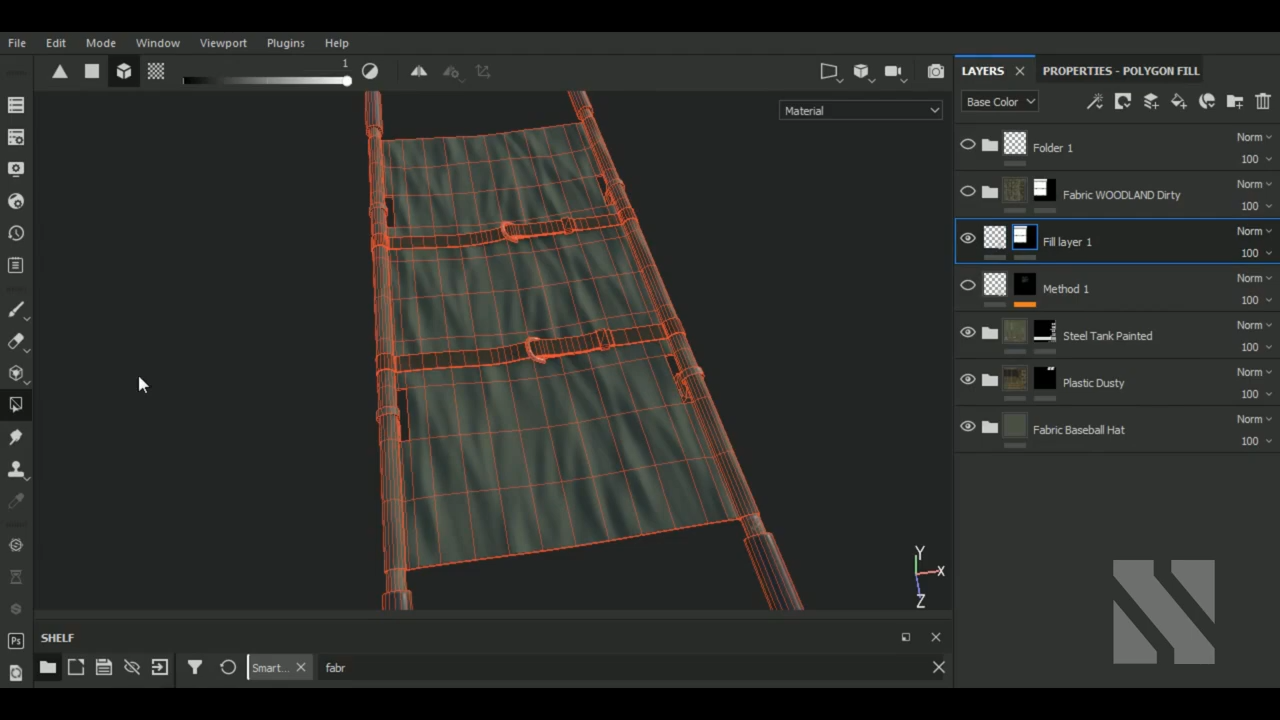 File Edit Mode Window Viewport Plugins Help
1
LAYERS PROPERTIES - POLYGON FILL
Material
Base Color
Folder 1 Norm 100
Fabric WOODLAND Dirty Norm 100
Fill layer 1 Norm 100
Method 1 Norm 100
Steel Tank Painted Norm 100
Plastic Dusty Norm 100
Fabric Baseball Hat Norm 100
Y
X
Z
SHELF
Ps
Smart... fabr